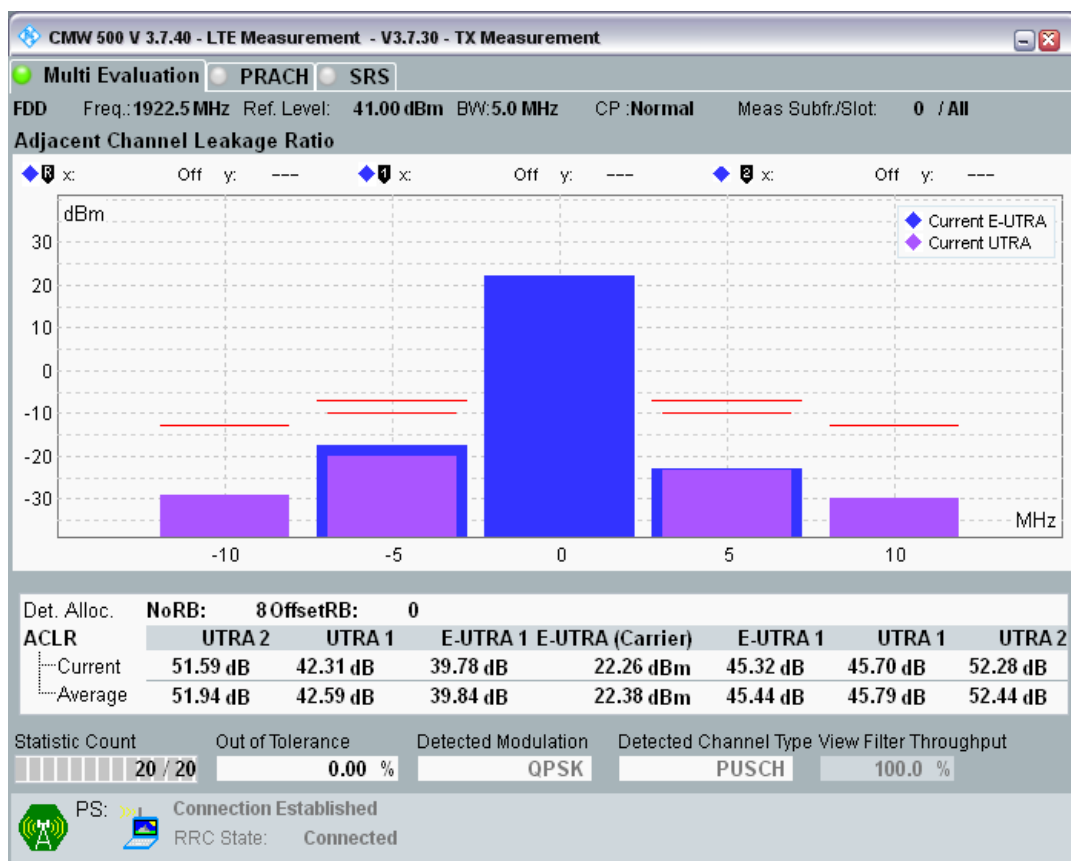 CMW 500 V 3.7.40 - LTE Measurement - V3.7.30 - TX Measurement
Multi Evaluation PRACH SRS
FDD Freq.: 1922.5 MHz Ref. Level: 41.00 dBm BW: 5.0 MHz CP : Normal Meas Subfr./Slot: 0 / All
Adjacent Channel Leakage Ratio
R x: Off y: --- 1 x: Off y: --- 2 x: Off y: ---
dBm
Current E-UTRA
Current UTRA
30
20
10
0
-10
-20
-30
MHz
-10 -5 0 5 10
Det. Alloc. NoRB: 8 OffsetRB: 0
ACLR UTRA 2 UTRA 1 E-UTRA 1 E-UTRA (Carrier) E-UTRA 1 UTRA 1 UTRA 2
Current 51.59 dB 42.31 dB 39.78 dB 22.26 dBm 45.32 dB 45.70 dB 52.28 dB
Average 51.94 dB 42.59 dB 39.84 dB 22.38 dBm 45.44 dB 45.79 dB 52.44 dB
Statistic Count Out of Tolerance Detected Modulation Detected Channel Type View Filter Throughput
20 / 20 0.00 % QPSK PUSCH 100.0 %
PS: Connection Established
RRC State: Connected